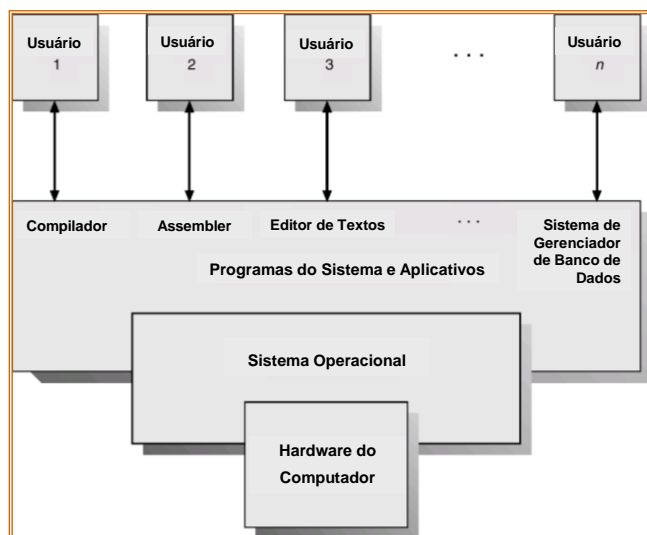 Usuário
1
Usuário
2
Usuário
3
. . .
Usuário
n
Compilador
Assembler
Editor de Textos
. . .
Sistema de
Gerenciador
de Banco de
Dados
Programas do Sistema e Aplicativos
Sistema Operacional
Hardware do
Computador